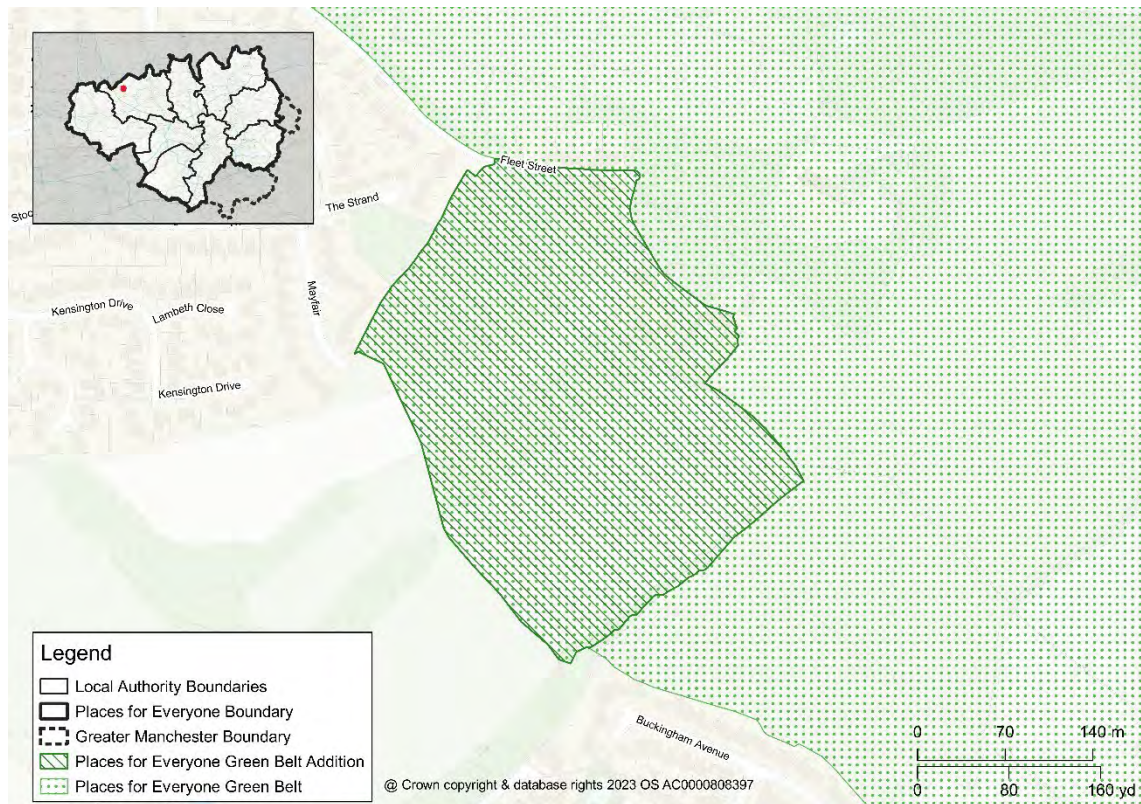 Fleet Street
The Strand
Stoc
Mayfair
Kensington Drive
Lambeth Close
Kensington Drive
Legend
Local Authority Boundaries
Places for Everyone Boundary
Greater Manchester Boundary
Places for Everyone Green Belt Addition
Places for Everyone Green Belt
Buckingham Avenue
0 70 140 m
0 80 160 yd
@ Crown copyright & database rights 2023 OS AC0000808397